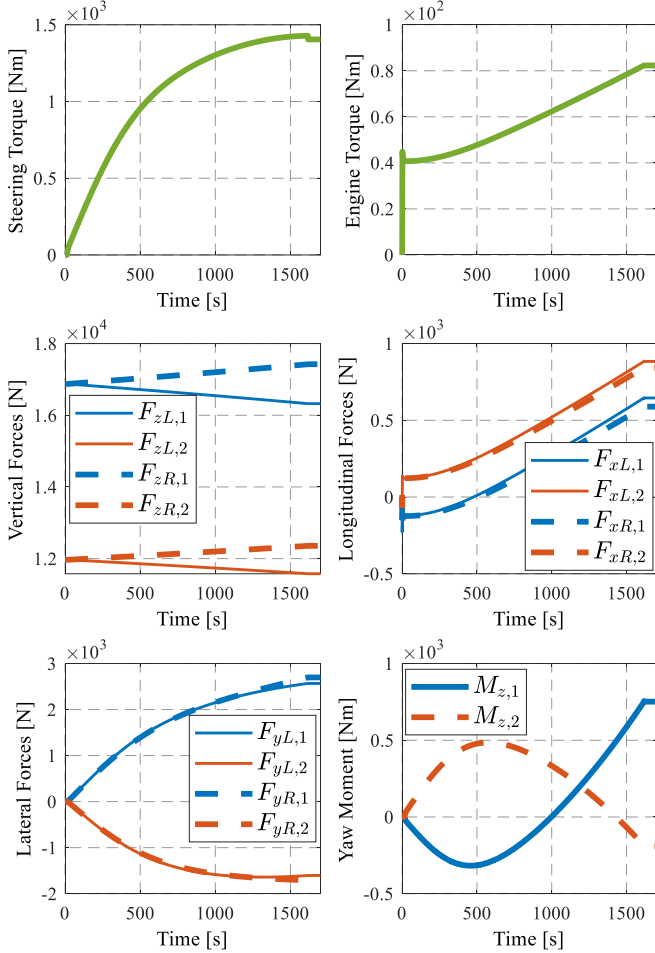 ×10³
1.5
1
0.5
0
0 500 1000 1500
Time [s]
Steering Torque [Nm]
×10²
1
0.8
0.6
0.4
0.2
0
0 500 1000 1500
Time [s]
Engine Torque [Nm]
×10⁴
1.8
1.6
1.4
1.2
0 500 1000 1500
Time [s]
Vertical Forces [N]
F_{zL,1}
F_{zL,2}
F_{zR,1}
F_{zR,2}
×10³
1
0.5
0
-0.5
0 500 1000 1500
Time [s]
Longitudinal Forces [N]
F_{xL,1}
F_{xL,2}
F_{xR,1}
F_{xR,2}
×10³
3
2
1
0
-1
-2
0 500 1000 1500
Time [s]
Lateral Forces [N]
F_{yL,1}
F_{yL,2}
F_{yR,1}
F_{yR,2}
×10³
1
0.5
0
-0.5
0 500 1000 1500
Time [s]
Yaw Moment [Nm]
M_{z,1}
M_{z,2}